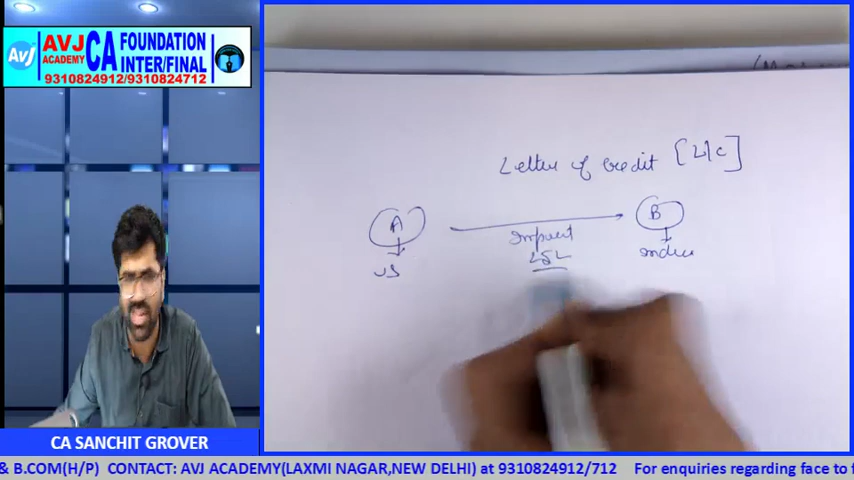 AVJ
ACADEMY
CA
FOUNDATION
INTER/FINAL
9310824912/9310824712
AVJ
Letter of credit [L/c]
A
B
Import
25L
US
India
CA SANCHIT GROVER
& B.COM(H/P) CONTACT: AVJ ACADEMY(LAXMI NAGAR,NEW DELHI) at 9310824912/712 For enquiries regarding face to f